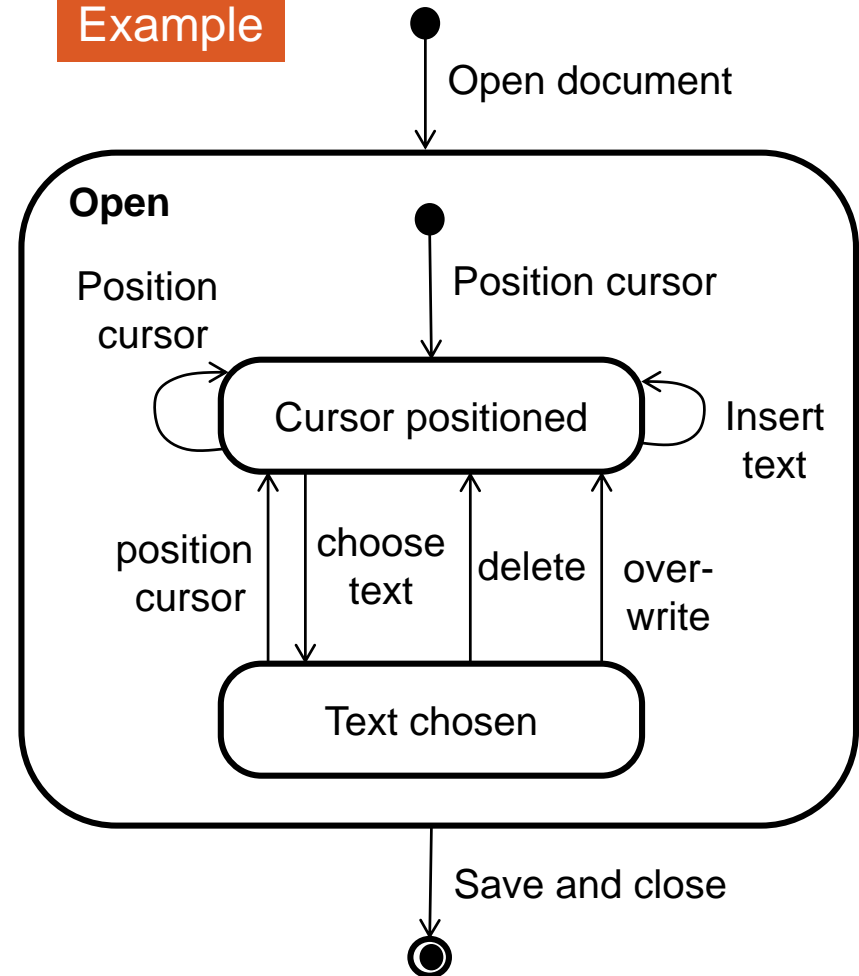 Example
Open document
Open
Position cursor
Position
cursor
Cursor positioned
Insert
text
position
cursor
choose
text
delete
over-
write
Text chosen
Save and close